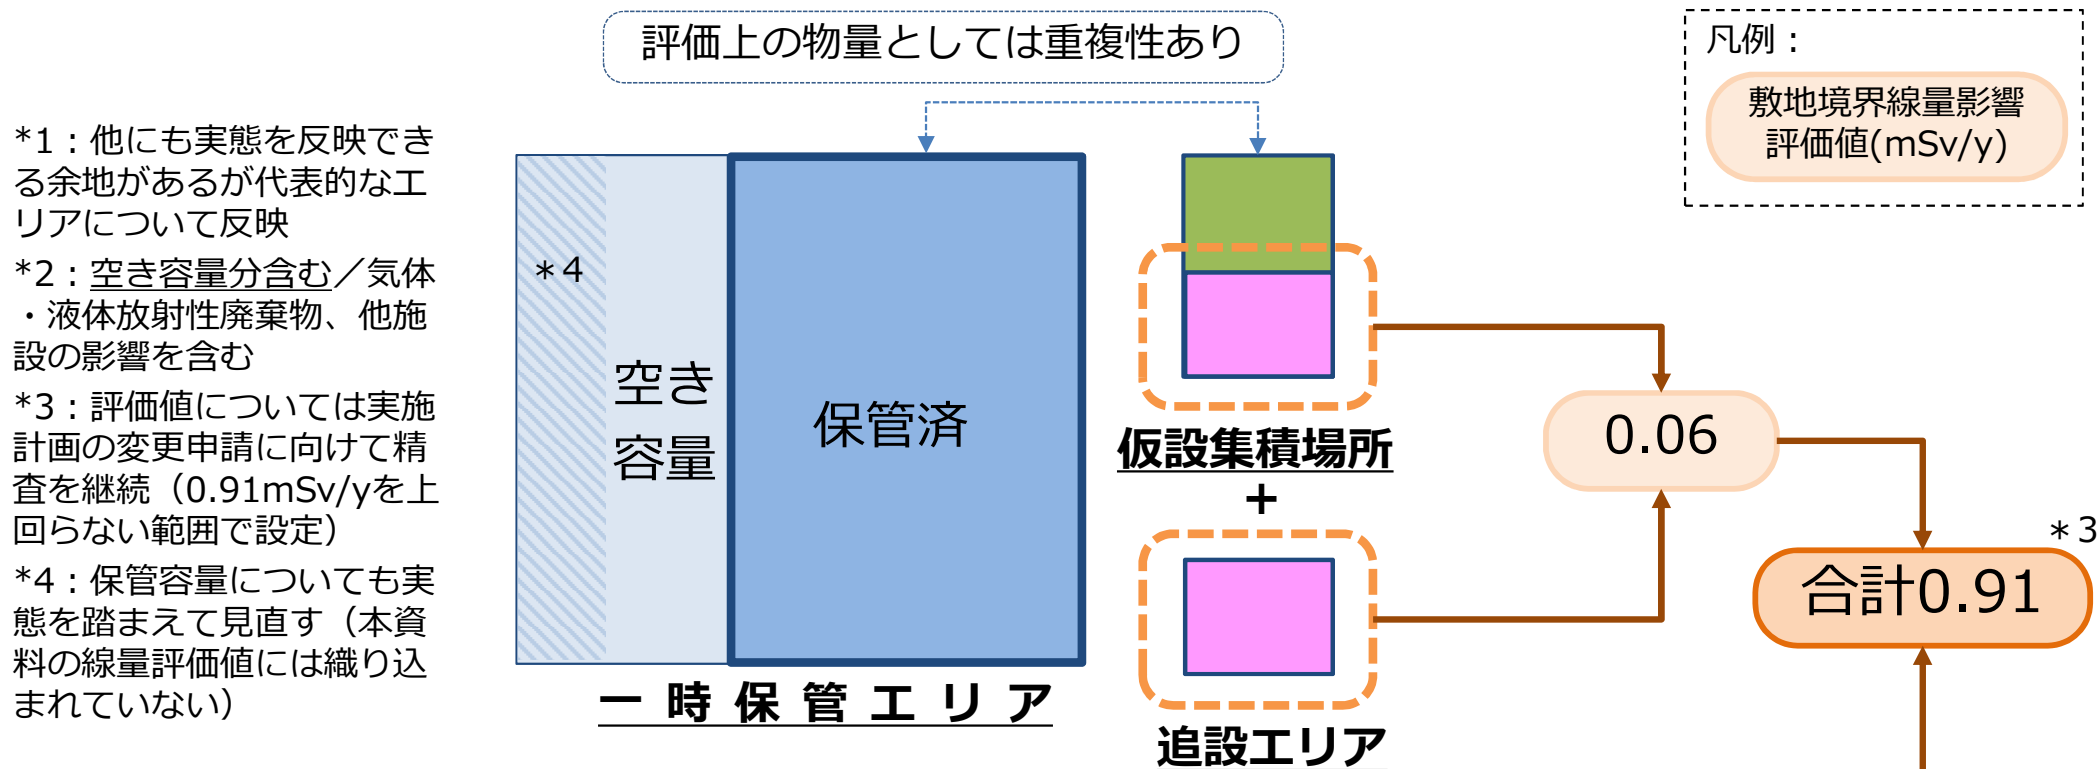 評価上の物量としては重複性あり
凡例：
敷地境界線量影響
評価値(mSv/y)
*1：他にも実態を反映でき
る余地があるが代表的なエ
リアについて反映
*2：空き容量分含む／気体
・液体放射性廃棄物、他施
設の影響を含む
*3：評価値については実施
計画の変更申請に向けて精
査を継続（0.91mSv/yを上
回らない範囲で設定）
*4：保管容量についても実
態を踏まえて見直す（本資
料の線量評価値には織り込
まれていない）
＊4
空き
容量
保管済
一時保管エリア
仮設集積場所
+
追設エリア
0.06
＊3
合計0.91